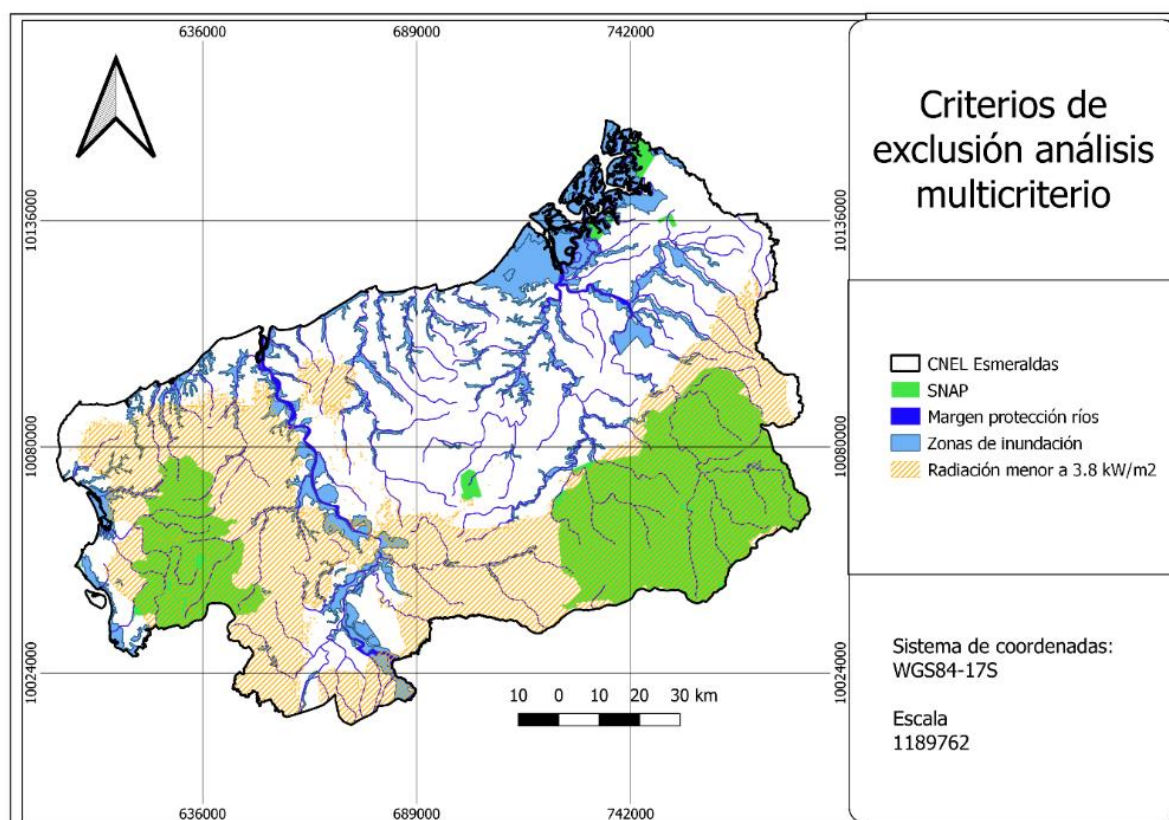 636000
689000
742000
10136000
10136000
10080000
10080000
10024000
10024000
10 0 10 20 30 km
636000
689000
742000
Criterios de
exclusión análisis
multicriterio
CNEL Esmeraldas
SNAP
Margen protección ríos
Zonas de inundación
Radiación menor a 3.8 kW/m2
Sistema de coordenadas:
WGS84-17S
Escala
1189762